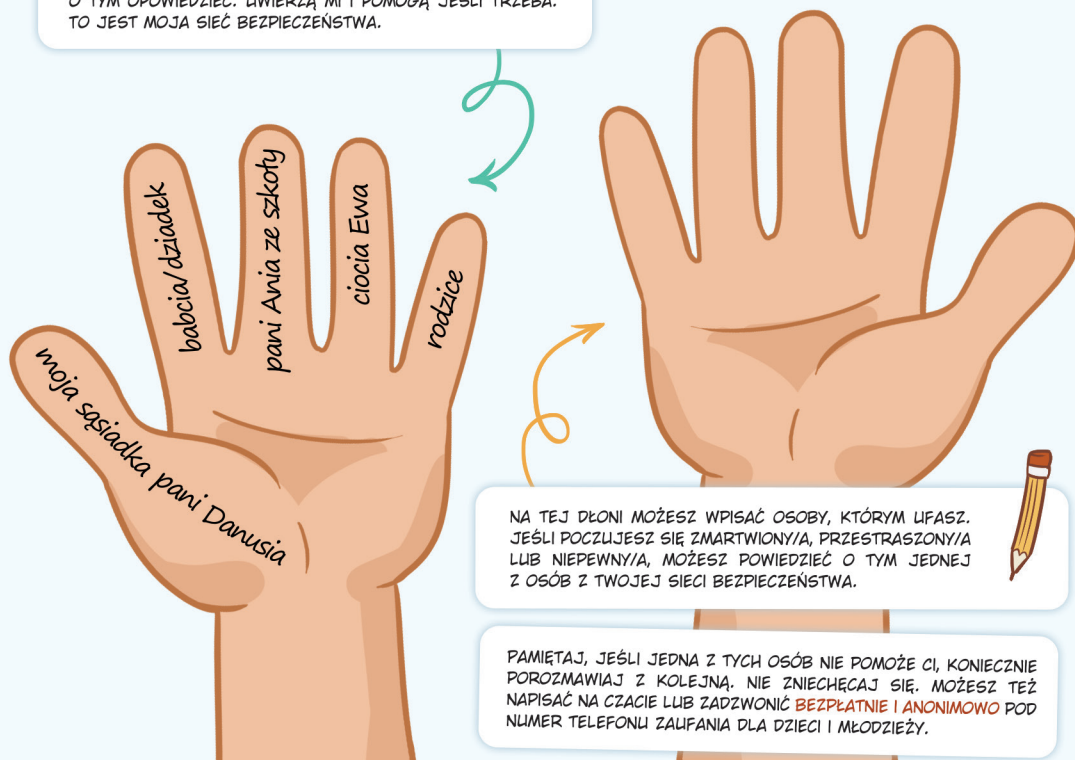 O TYM OPOWIEDZIEĆ. UWIERZĄ MI I POMOGĄ JEŚLI TRZEBA.
TO JEST MOJA SIEĆ BEZPIECZEŃSTWA.
moja sąsiadka pani Danusia
babcia/dziadek
pani Ania ze szkoły
ciocia Ewa
rodzice
NA TEJ DŁONI MOŻESZ WPISAĆ OSOBY, KTÓRYM UFASZ.
JEŚLI POCZUJESZ SIĘ ZMARTWIONY/A, PRZESTRASZONY/A
LUB NIEPEWNY/A, MOŻESZ POWIEDZIEĆ O TYM JEDNEJ
Z OSÓB Z TWOJEJ SIECI BEZPIECZEŃSTWA.
PAMIĘTAJ, JEŚLI JEDNA Z TYCH OSÓB NIE POMOŻE CI, KONIECZNIE
POROZMAWIAJ Z KOLEJNĄ. NIE ZNIECHĘCAJ SIĘ. MOŻESZ TEŻ
NAPISAĆ NA CZACIE LUB ZADZWONIĆ BEZPŁATNIE I ANONIMOWO POD
NUMER TELEFONU ZAUFANIA DLA DZIECI I MŁODZIEŻY.